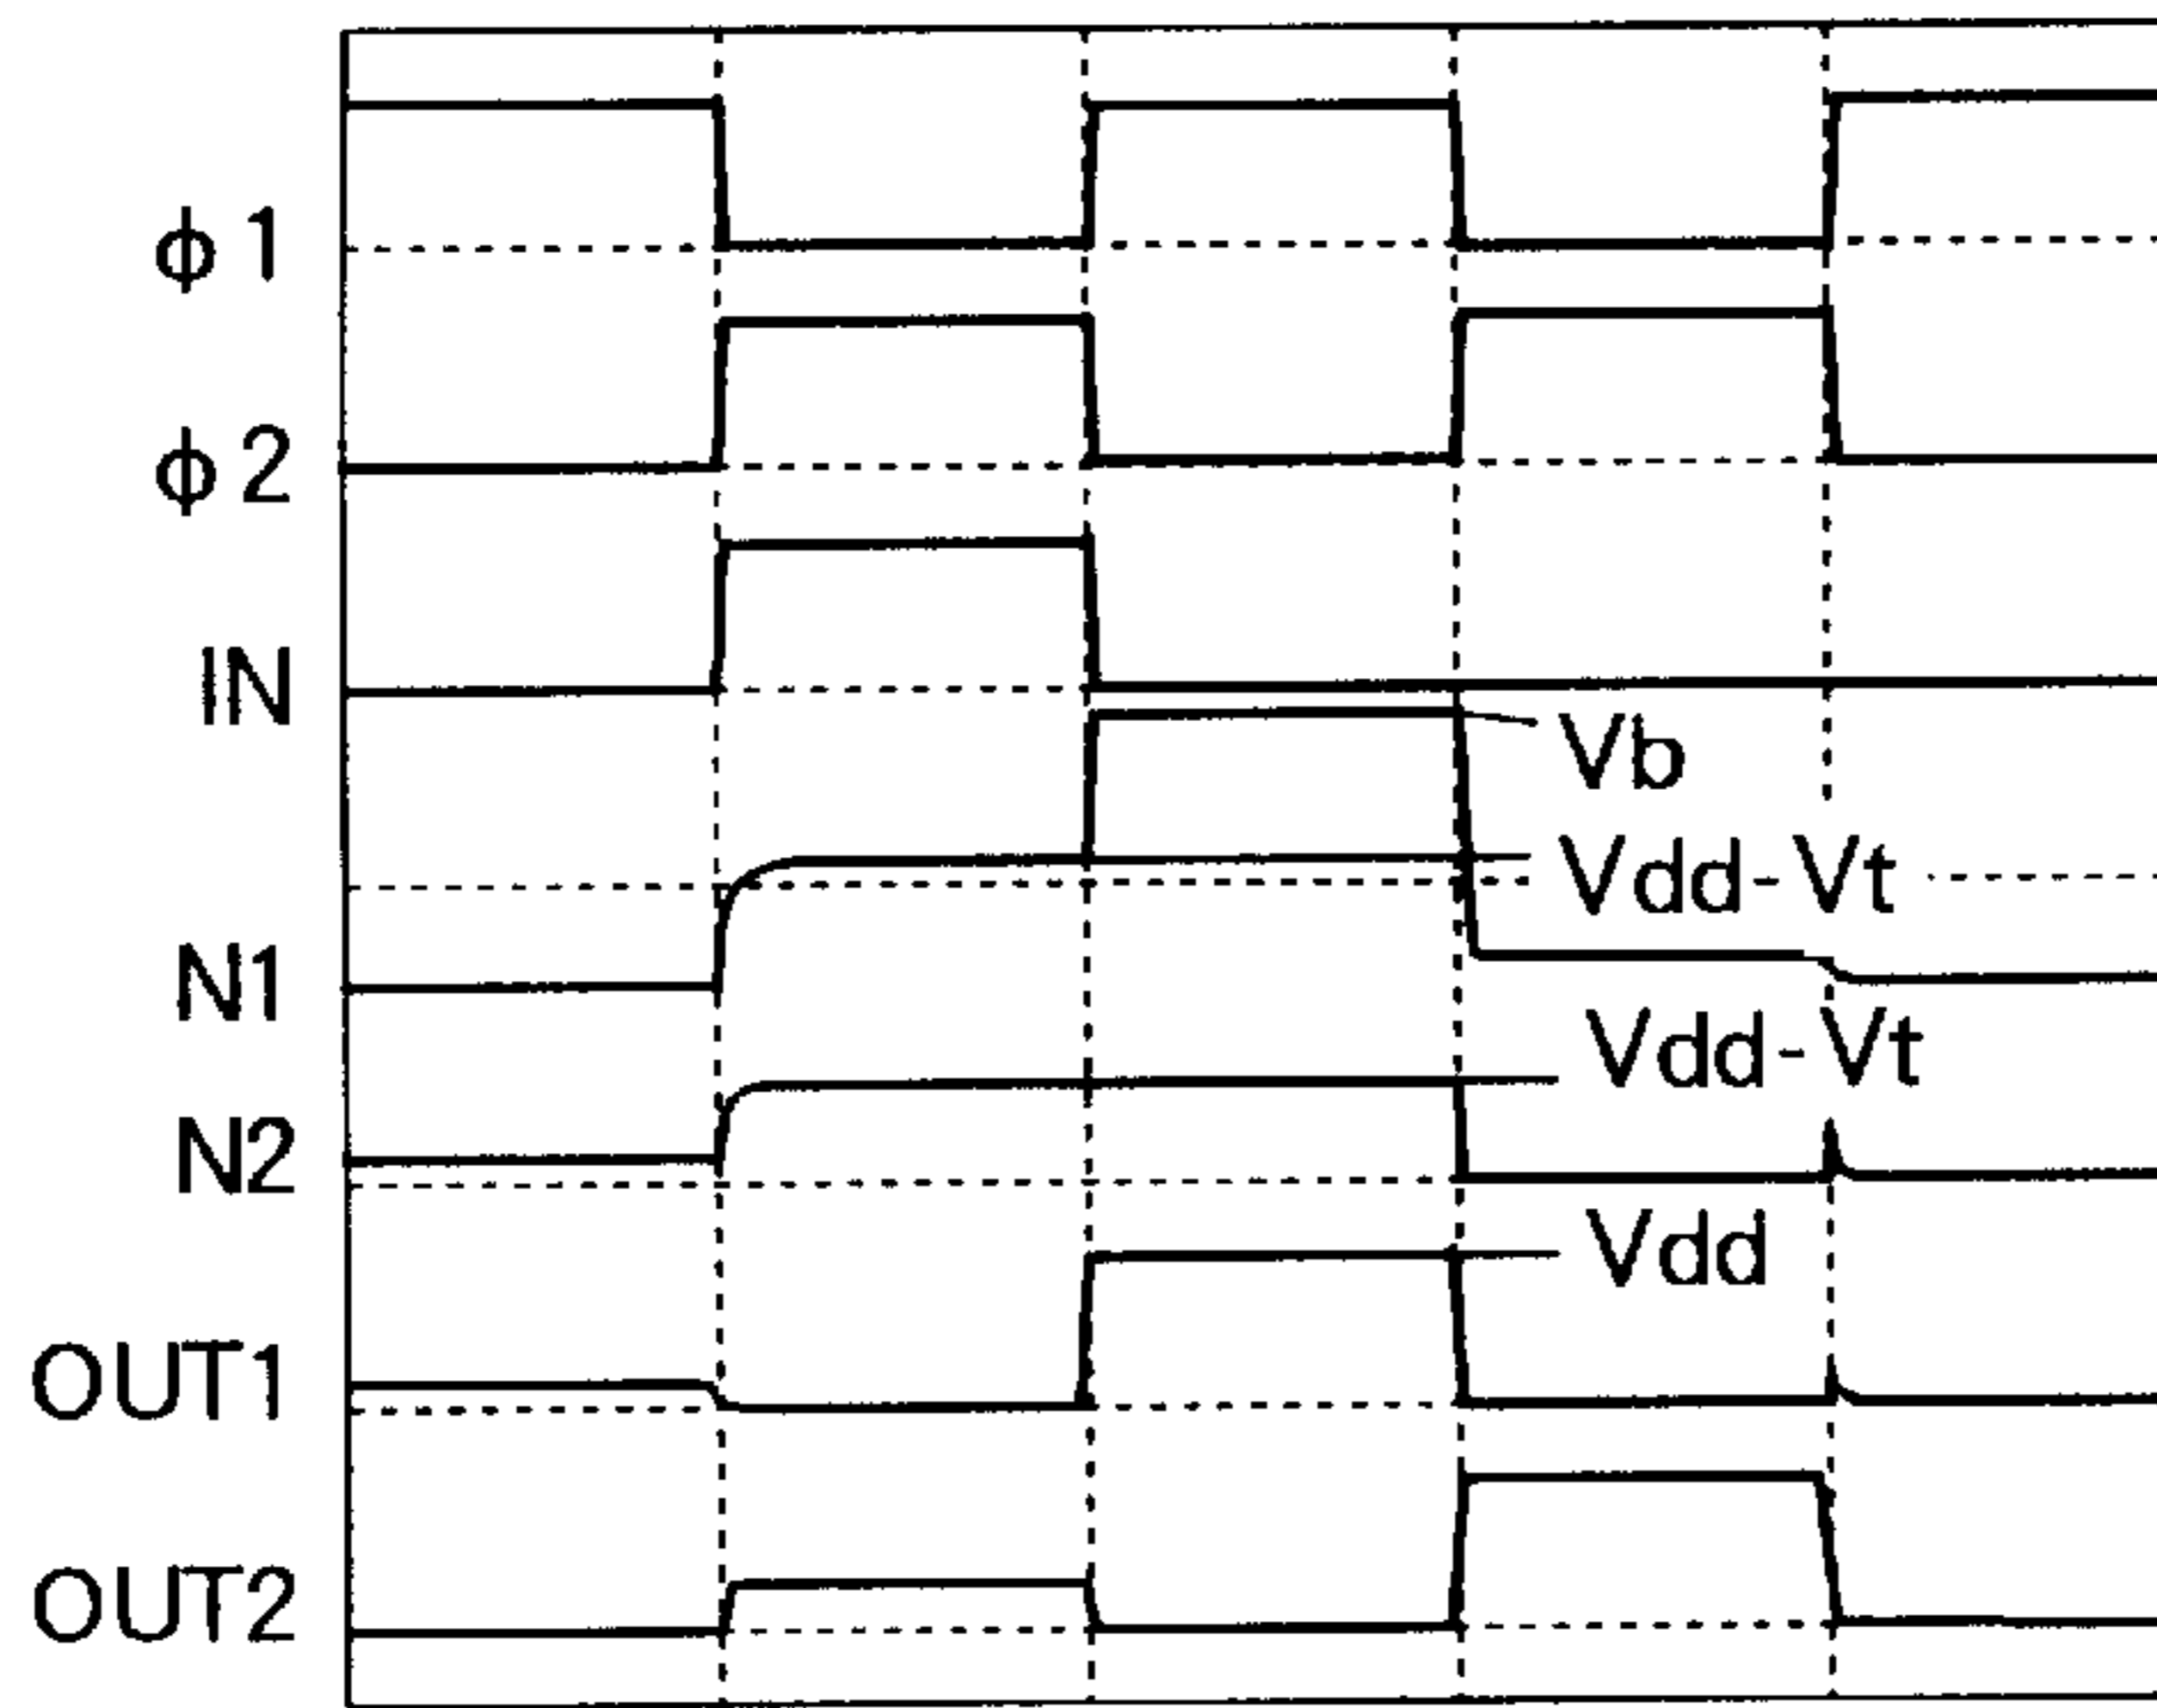 ϕ1
ϕ2
IN
Vb
Vdd-Vt
N1
Vdd-Vt
N2
Vdd
OUT1
OUT2